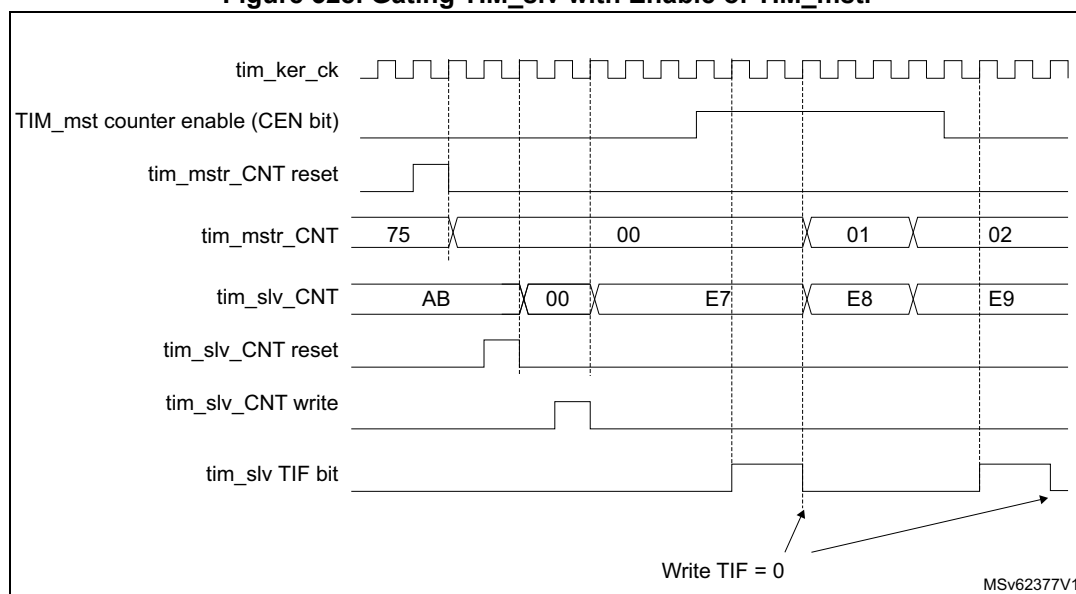 Figure 529. Gating TIM_slv with Enable of TIM_mstr
tim_ker_ck
TIM_mst counter enable (CEN bit)
tim_mstr_CNT reset
tim_mstr_CNT 75 00 01 02
tim_slv_CNT AB 00 E7 E8 E9
tim_slv_CNT reset
tim_slv_CNT write
tim_slv TIF bit
Write TIF = 0
MSv62377V1